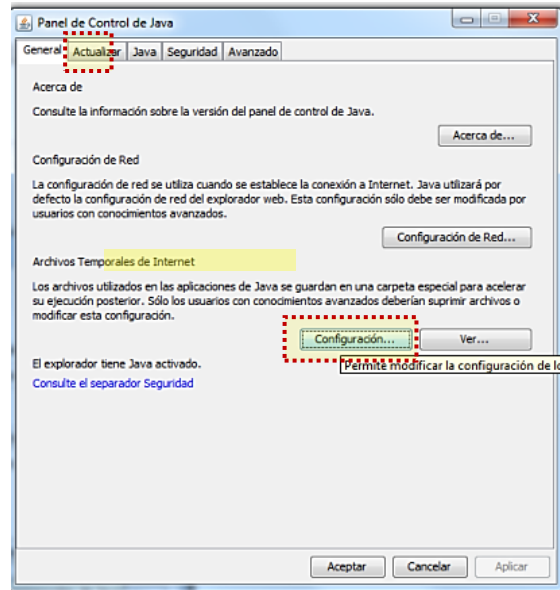 Panel de Control de Java
General Actualizar Java Seguridad Avanzado
Acerca de
Consulte la información sobre la versión del panel de control de Java.
Acerca de...
Configuración de Red
La configuración de red se utiliza cuando se establece la conexión a Internet. Java utilizará por
defecto la configuración de red del explorador web. Esta configuración sólo debe ser modificada por
usuarios con conocimientos avanzados.
Configuración de Red...
Archivos Temporales de Internet
Los archivos utilizados en las aplicaciones de Java se guardan en una carpeta especial para acelerar
su ejecución posterior. Sólo los usuarios con conocimientos avanzados deberían suprimir archivos o
modificar esta configuración.
Configuración... Ver...
El explorador tiene Java activado.
Permite modificar la configuración de lo
Consulte el separador Seguridad
Aceptar Cancelar Aplicar